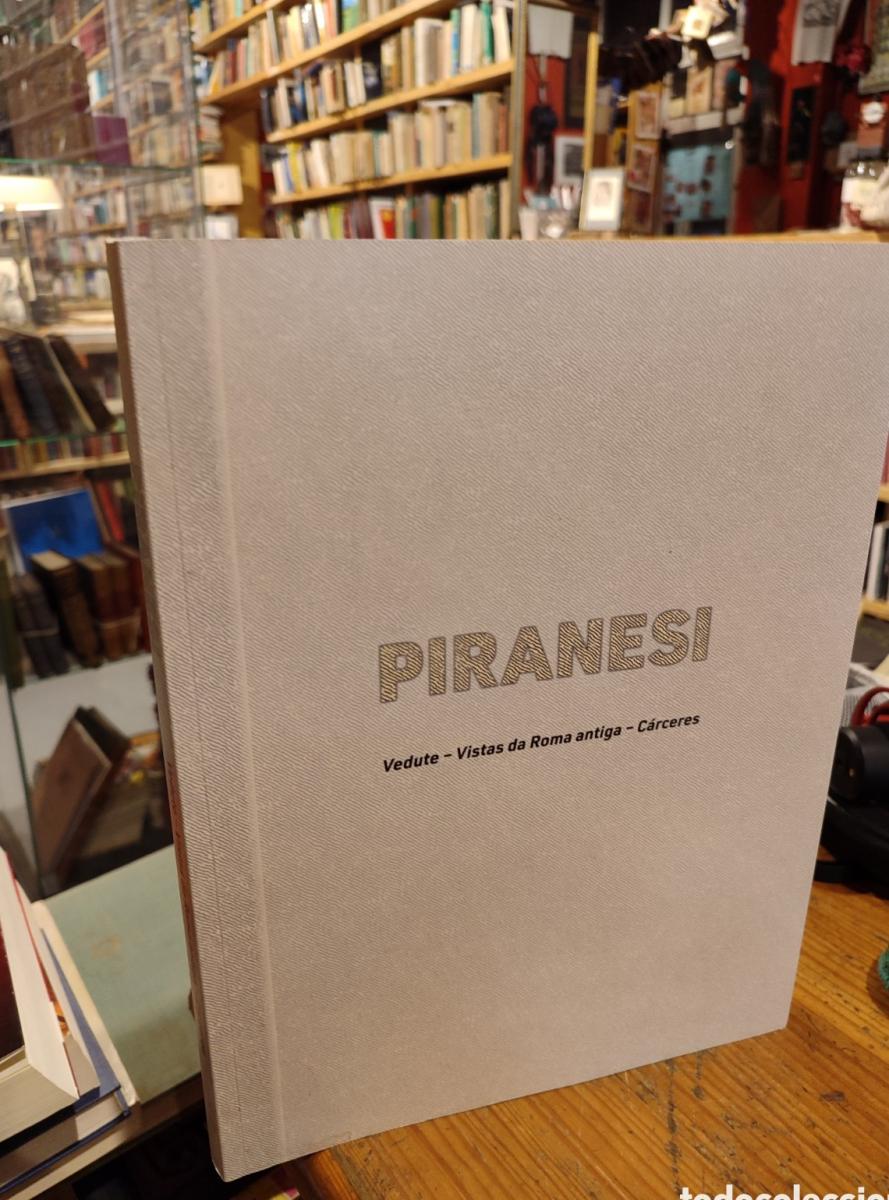 PIRANESI
Vedute – Vistas da Roma antiga – Cárceres